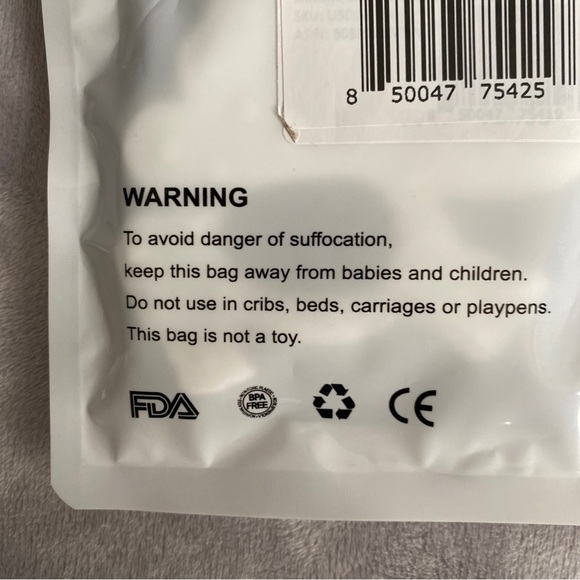 8 50047 75425
WARNING
To avoid danger of suffocation,
keep this bag away from babies and children.
Do not use in cribs, beds, carriages or playpens.
This bag is not a toy.
FDA BPA FREE CE